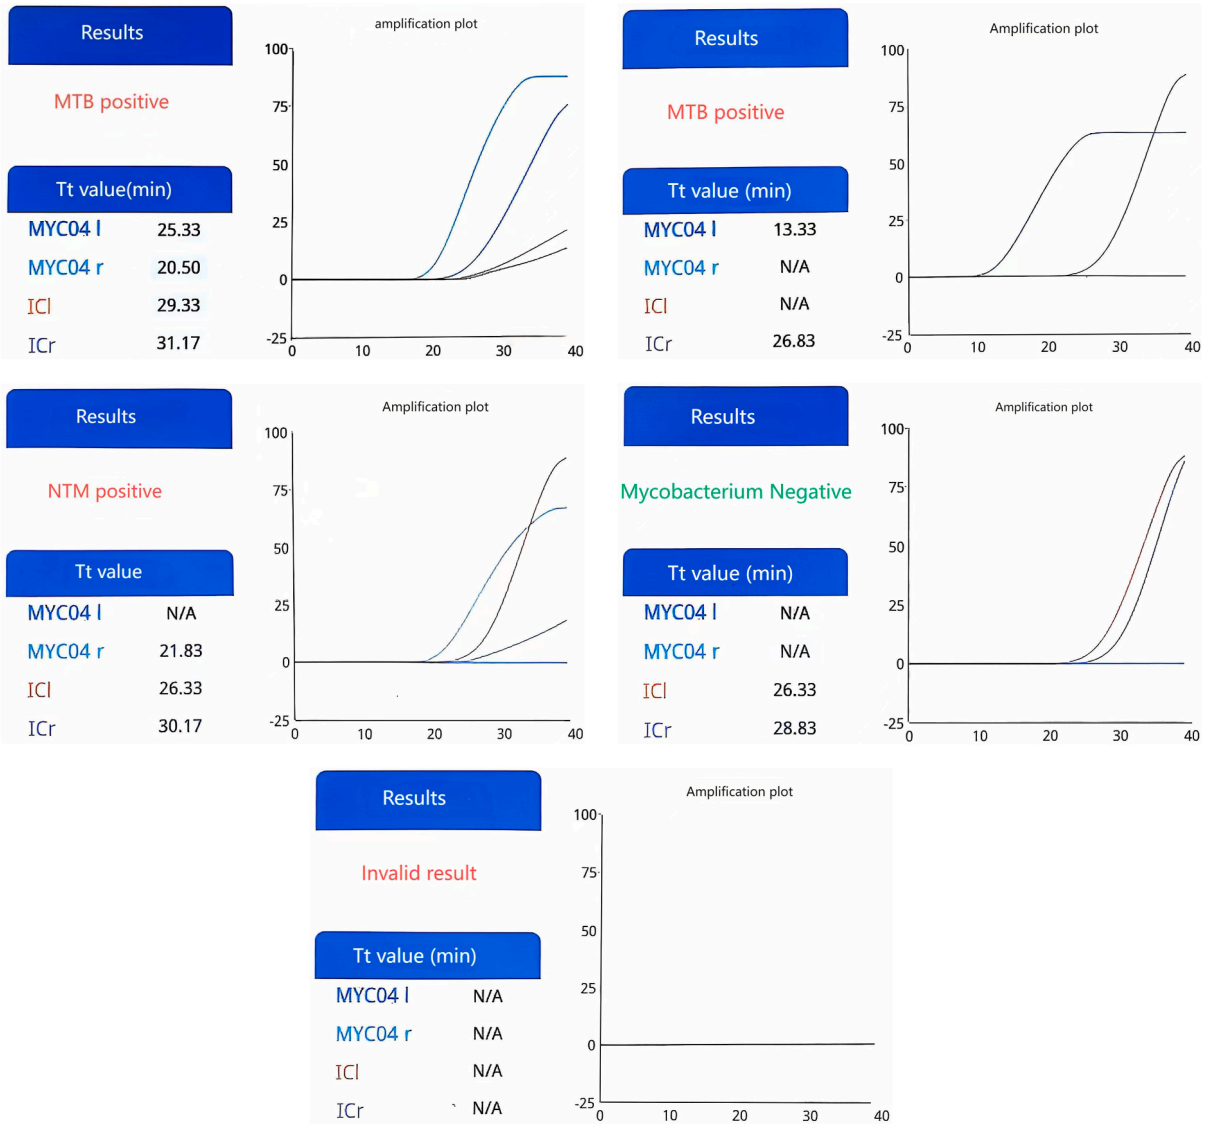 Results
amplification plot
MTB positive
Tt value(min)
MYC04 l 25.33
MYC04 r 20.50
ICl 29.33
ICr 31.17
100
75
50
25
0
-25
0 10 20 30 40
Results
Amplification plot
MTB positive
Tt value (min)
MYC04 l 13.33
MYC04 r N/A
ICl N/A
ICr 26.83
100
75
50
25
0
-25
0 10 20 30 40
Results
Amplification plot
NTM positive
Tt value
MYC04 l N/A
MYC04 r 21.83
ICl 26.33
ICr 30.17
100
75
50
25
0
-25
0 10 20 30 40
Results
Amplification plot
Mycobacterium Negative
Tt value (min)
MYC04 l N/A
MYC04 r N/A
ICl 26.33
ICr 28.83
100
75
50
25
0
-25
0 10 20 30 40
Results
Amplification plot
Invalid result
Tt value (min)
MYC04 l N/A
MYC04 r N/A
ICl N/A
ICr N/A
100
75
50
25
0
-25
0 10 20 30 40